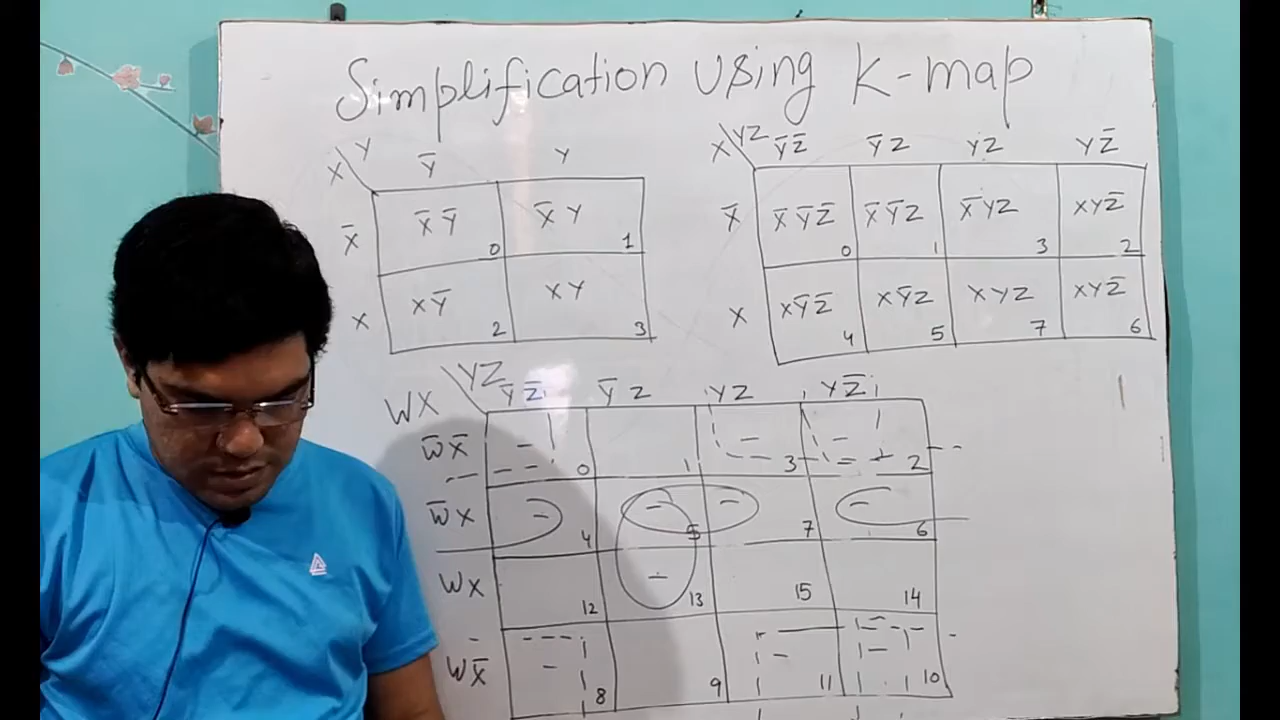 Simplification using K-map
X Y Ȳ Y
X̄ X̄ Ȳ 0 X̄ Y 1
X XȲ 2 XY 3
X YZ ȲZ̄ ȲZ YZ YZ̄
X̄ X̄ȲZ̄ 0 X̄ȲZ 1 X̄YZ 3 XYZ̄ 2
X XȲZ̄ 4 XȲZ 5 XYZ 7 XYZ̄ 6
WX YZ ȲZ̄ ȲZ YZ YZ̄
W̄X̄ 0 1 3 2
W̄X 4 5 7 6
WX 12 13 15 14
WX̄ 8 9 11 10